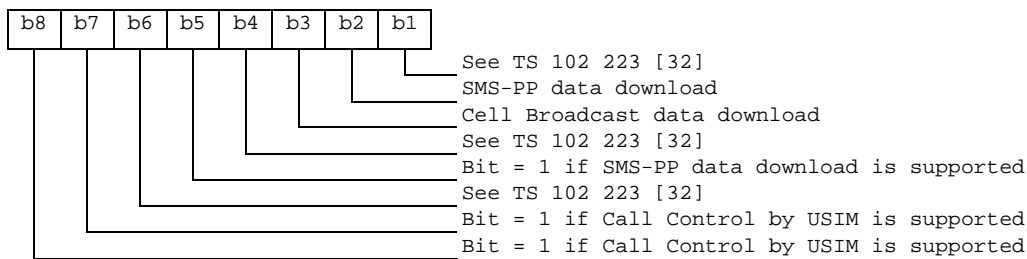 b8 b7 b6 b5 b4 b3 b2 b1
See TS 102 223 [32]
SMS-PP data download
Cell Broadcast data download
See TS 102 223 [32]
Bit = 1 if SMS-PP data download is supported
See TS 102 223 [32]
Bit = 1 if Call Control by USIM is supported
Bit = 1 if Call Control by USIM is supported